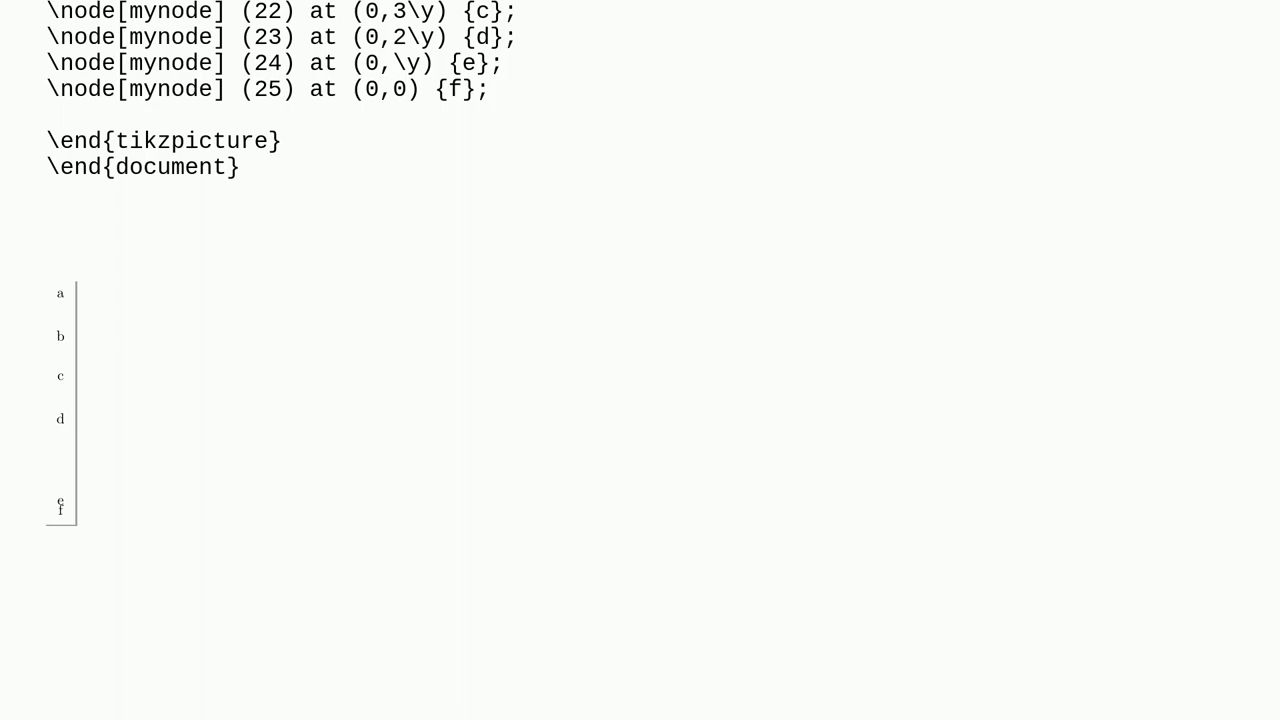 \node[mynode] (22) at (0,3\y) {c};
\node[mynode] (23) at (0,2\y) {d};
\node[mynode] (24) at (0,\y) {e};
\node[mynode] (25) at (0,0) {f};
\end{tikzpicture}
\end{document}
a
b
c
d
e
f